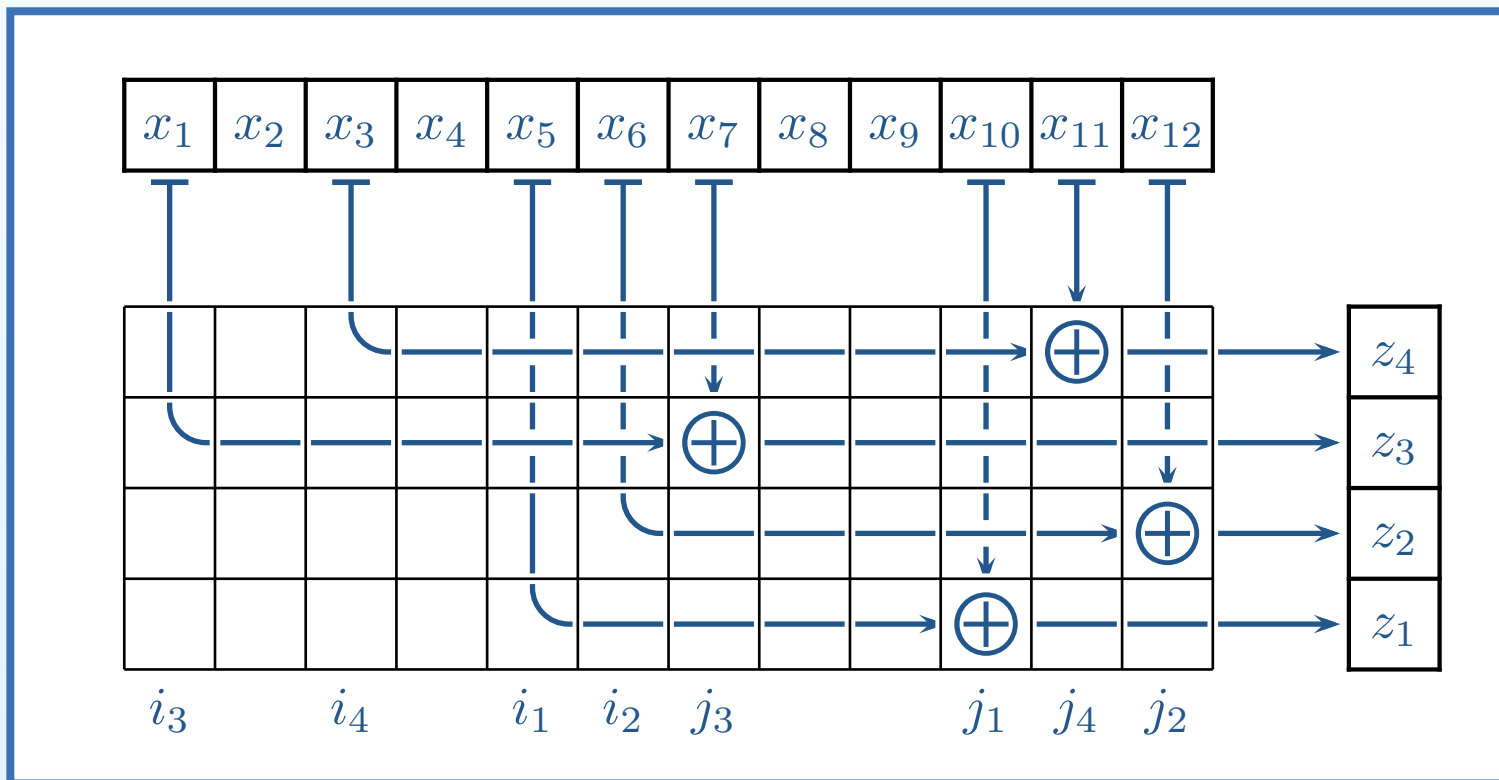 x₁ x₂ x₃ x₄ x₅ x₆ x₇ x₈ x₉ x₁₀ x₁₁ x₁₂
z₄
z₃
z₂
z₁
i₃ i₄ i₁ i₂ j₃ j₁ j₄ j₂